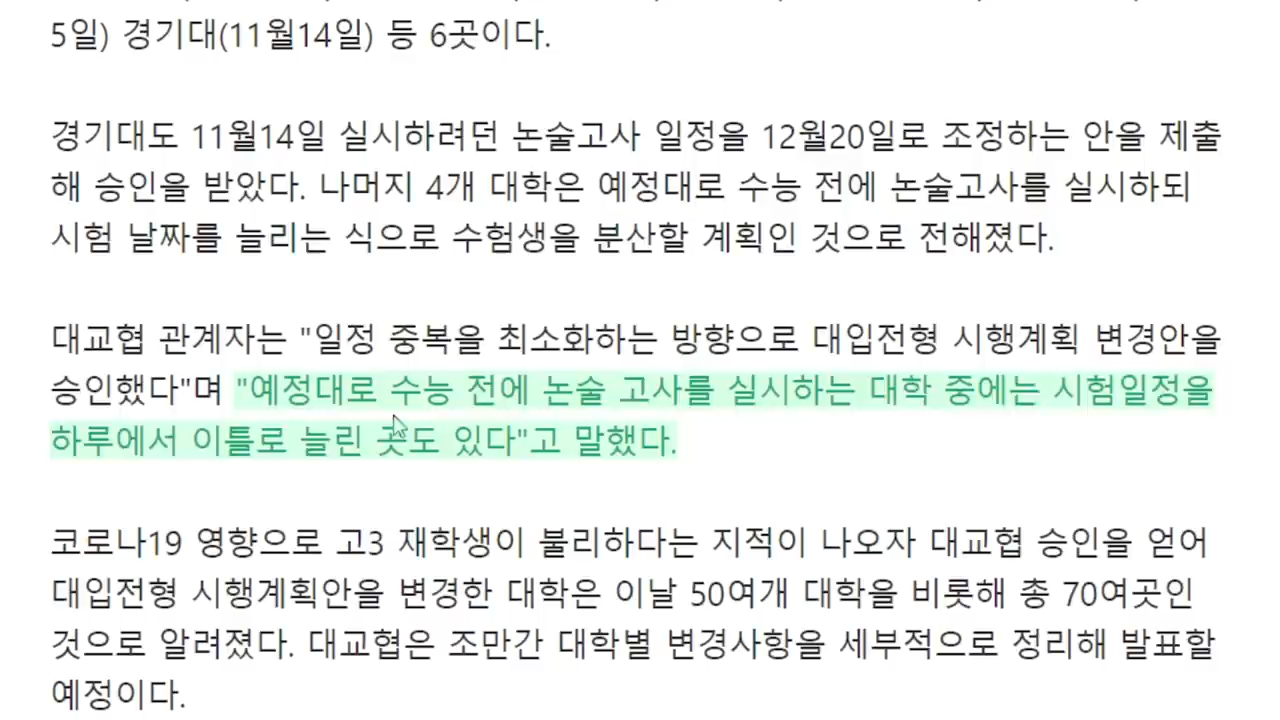 5일) 경기대(11월14일) 등 6곳이다.
경기대도 11월14일 실시하려던 논술고사 일정을 12월20일로 조정하는 안을 제출
해 승인을 받았다. 나머지 4개 대학은 예정대로 수능 전에 논술고사를 실시하되
시험 날짜를 늘리는 식으로 수험생을 분산할 계획인 것으로 전해졌다.
대교협 관계자는 "일정 중복을 최소화하는 방향으로 대입전형 시행계획 변경안을
승인했다"며 "예정대로 수능 전에 논술 고사를 실시하는 대학 중에는 시험일정을
하루에서 이틀로 늘린 곳도 있다"고 말했다.
코로나19 영향으로 고3 재학생이 불리하다는 지적이 나오자 대교협 승인을 얻어
대입전형 시행계획안을 변경한 대학은 이날 50여개 대학을 비롯해 총 70여곳인
것으로 알려졌다. 대교협은 조만간 대학별 변경사항을 세부적으로 정리해 발표할
예정이다.